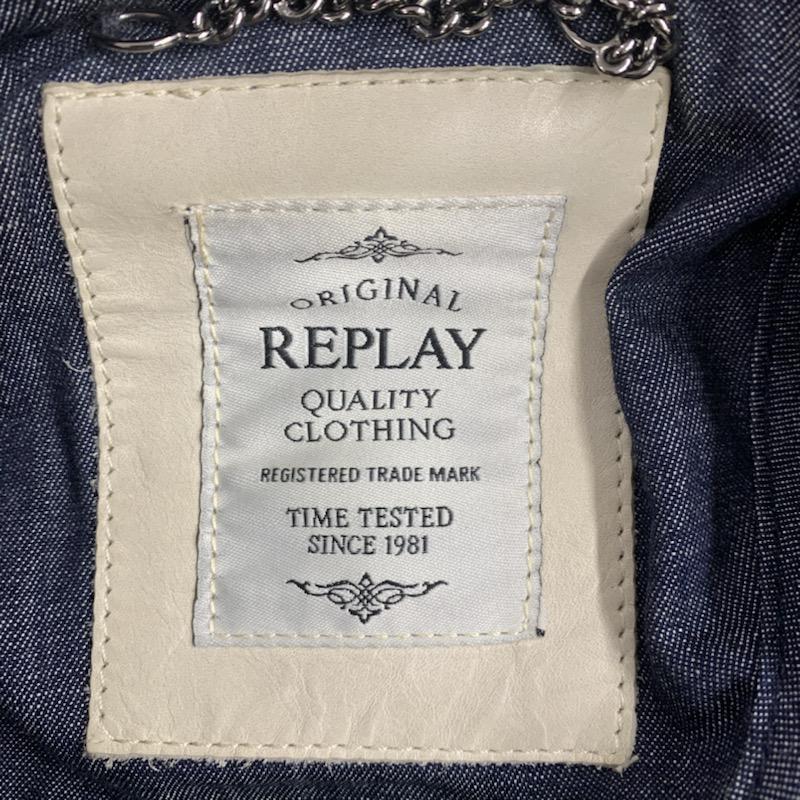 ORIGINAL
REPLAY
QUALITY
CLOTHING
REGISTERED TRADE MARK
TIME TESTED
SINCE 1981